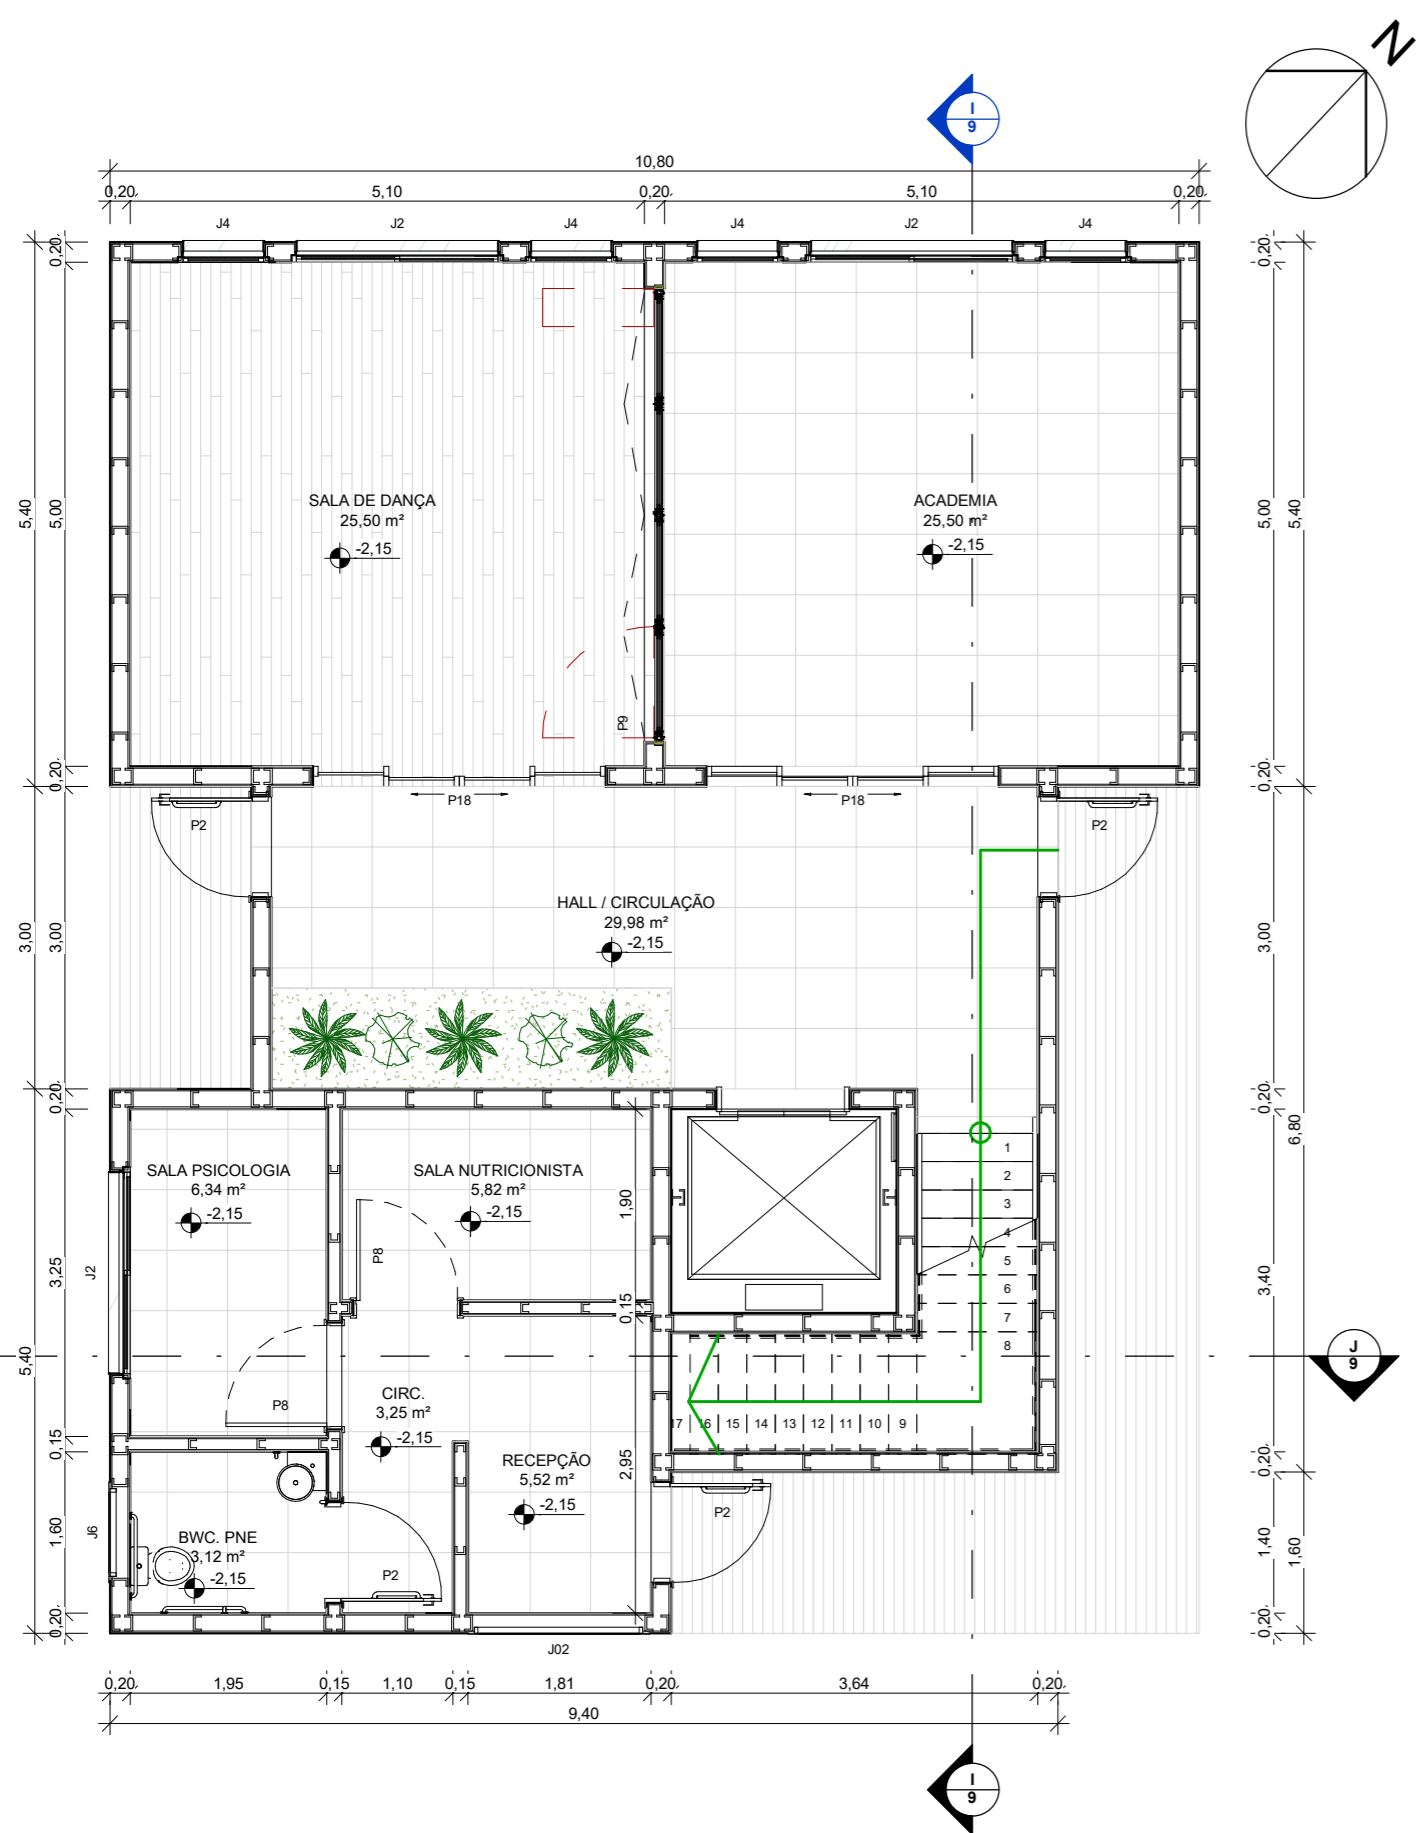 N
I
9
10,80
0,20
5,10
0,20
5,10
0,20
J4
J2
J4
J4
J2
J4
0,20
0,20
5,40
5,00
5,00
5,40
SALA DE DANÇA
25,50 m²
-2,15
ACADEMIA
25,50 m²
-2,15
P9
0,20
0,20
P18
P18
P2
P2
HALL / CIRCULAÇÃO
29,98 m²
-2,15
3,00
3,00
3,00
0,20
0,20
6,80
SALA PSICOLOGIA
6,34 m²
-2,15
SALA NUTRICIONISTA
5,82 m²
-2,15
1,90
P8
J2
3,25
3,40
0,15
1
2
3
4
5
6
7
8
5,40
J
9
P8
CIRC.
3,25 m²
-2,15
17
16
15
14
13
12
11
10
9
0,15
0,20
RECEPÇÃO
5,52 m²
-2,15
2,95
P2
J6
1,60
BWC. PNE
3,12 m²
-2,15
P2
1,40
1,60
0,20
0,20
J02
0,20
1,95
0,15
1,10
0,15
1,81
0,20
3,64
0,20
9,40
I
9